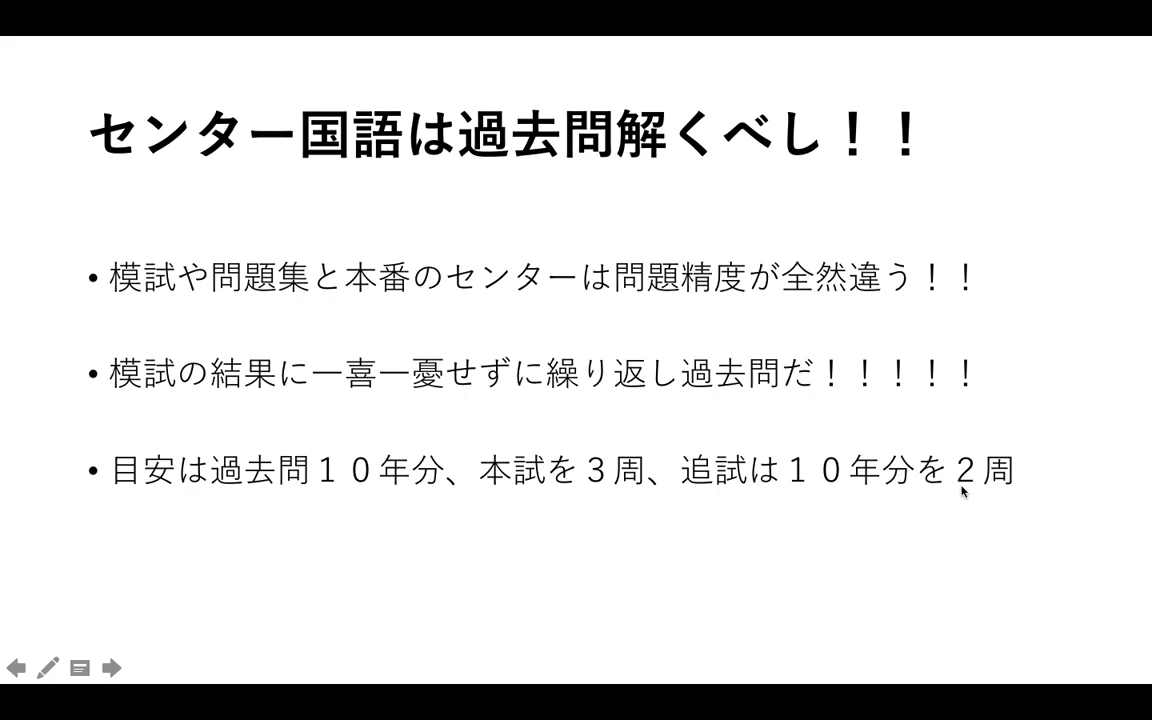 センター国語は過去問解くべし！！
• 模試や問題集と本番のセンターは問題精度が全然違う！！
• 模試の結果に一喜一憂せずに繰り返し過去問だ！！！！！
• 目安は過去問１０年分、本試を３周、追試は１０年分を２周